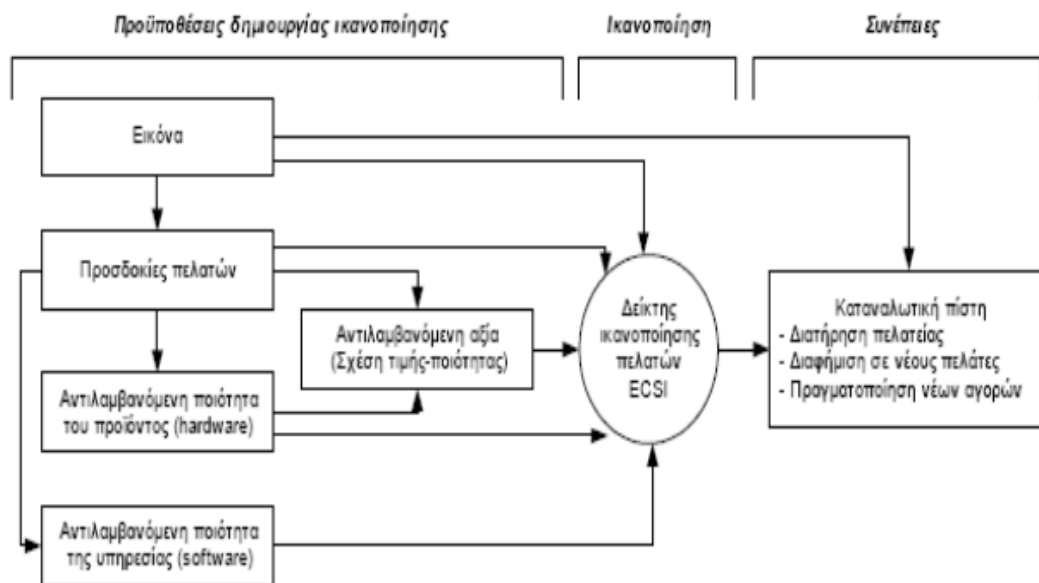 Προϋποθέσεις δημιουργίας ικανοποίησης
Ικανοποίηση
Συνέπειες
Εικόνα
Προσδοκίες πελατών
Αντιλαμβανόμενη αξία
(Σχέση τιμής-ποιότητας)
Αντιλαμβανόμενη ποιότητα
του προϊόντος (hardware)
Αντιλαμβανόμενη ποιότητα
της υπηρεσίας (software)
Δείκτης
ικανοποίησης
πελατών
ECSI
Καταναλωτική πίστη
- Διατήρηση πελατείας
- Διαφήμιση σε νέους πελάτες
- Πραγματοποίηση νέων αγορών